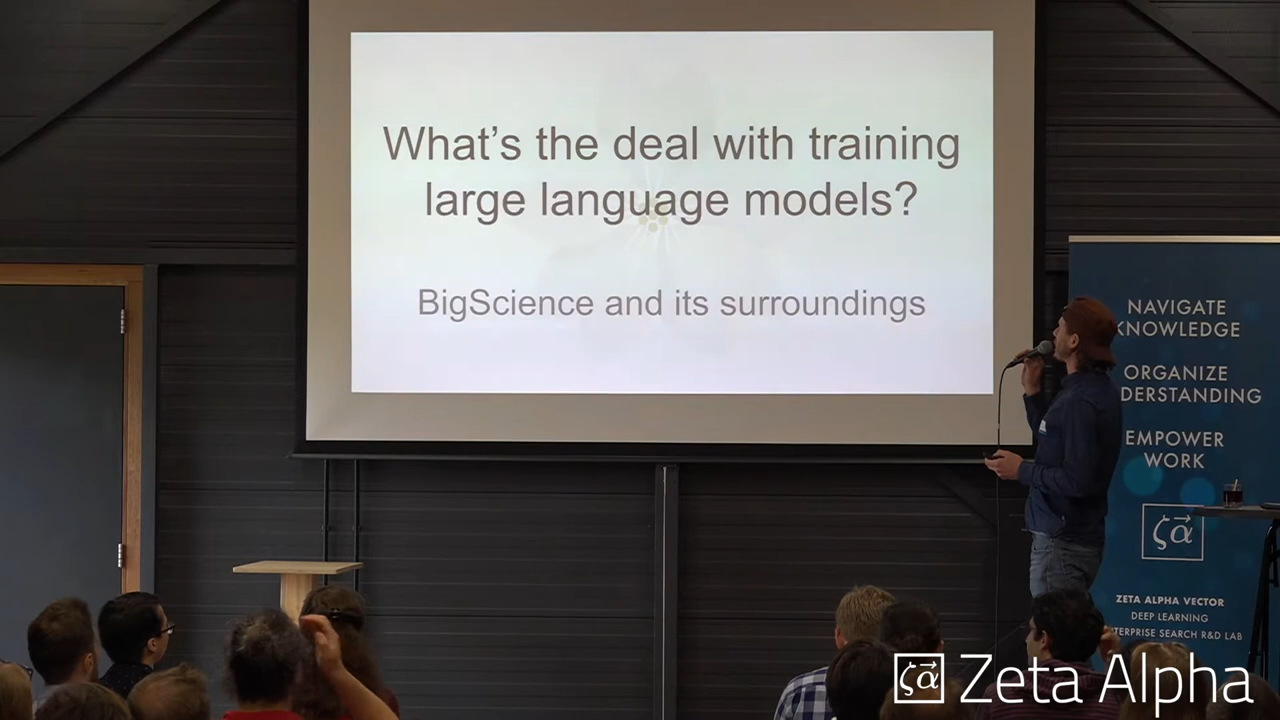 What's the deal with training
large language models?
BigScience and its surroundings
NAVIGATE
KNOWLEDGE
ORGANIZE
DERSTANDING
EMPOWER
WORK
ζα
ZETA ALPHA VECTOR
DEEP LEARNING
TERPRISE SEARCH R&D LAB
ζα Zeta Alpha